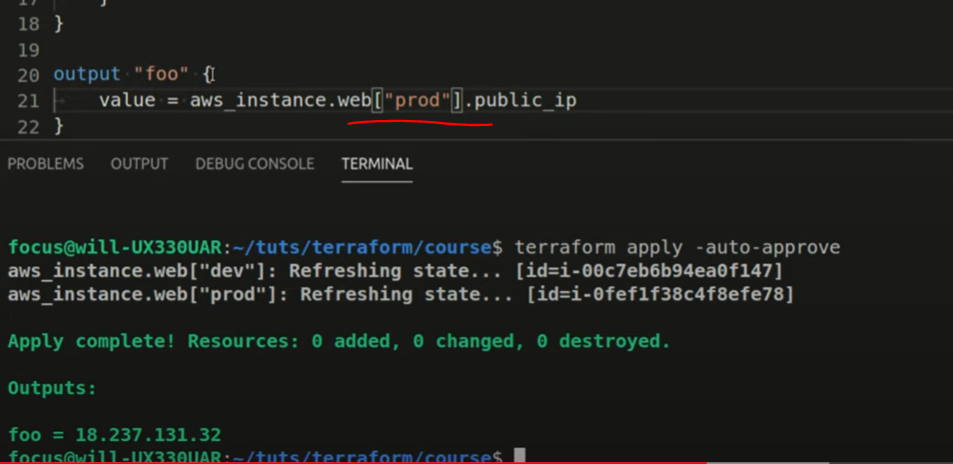 17 }
18 }
19
20 output "foo" {
21 value = aws_instance.web["prod"].public_ip
22 }
PROBLEMS OUTPUT DEBUG CONSOLE TERMINAL
focus@will-UX330UAR:~/tuts/terraform/course$ terraform apply -auto-approve
aws_instance.web["dev"]: Refreshing state... [id=i-00c7eb6b94ea0f147]
aws_instance.web["prod"]: Refreshing state... [id=i-0fef1f38c4f8efe78]
Apply complete! Resources: 0 added, 0 changed, 0 destroyed.
Outputs:
foo = 18.237.131.32
focus@will-UX330UAR:~/tuts/terraform/course$